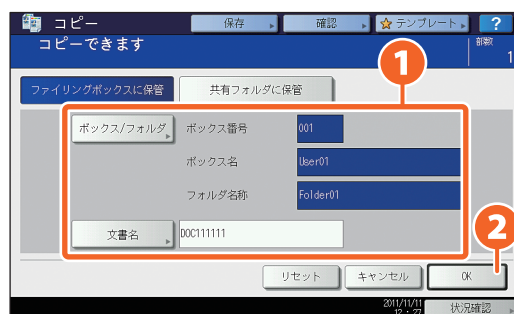 コピー 保存 確認 テンプレート ?
コピーできます 部数 1
1
ファイリングボックスに保管 共有フォルダに保管
ボックス/フォルダ ボックス番号 001
ボックス名 User01
フォルダ名称 Folder01
文書名 DOC111111
2
リセット キャンセル OK
2011/11/11
12:27 状況確認